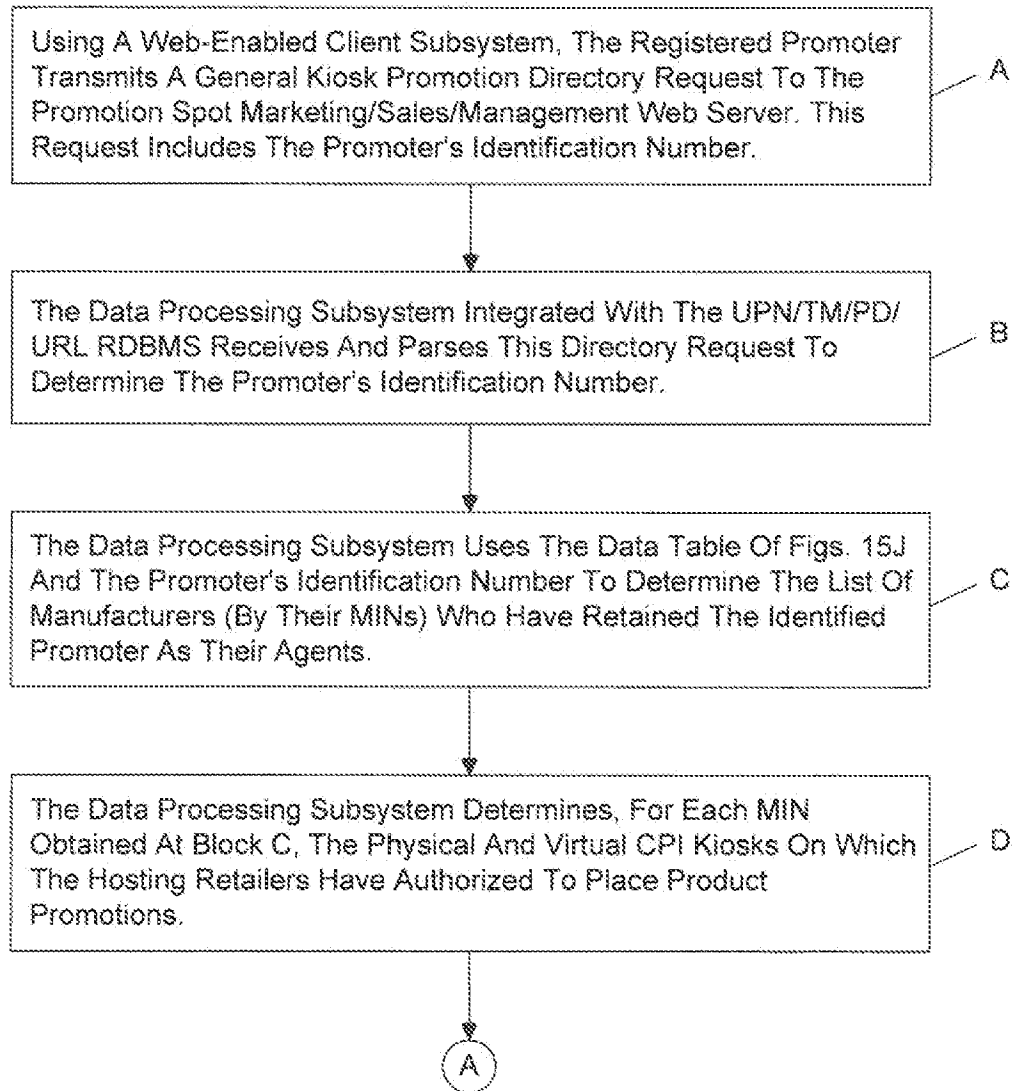 Using A Web-Enabled Client Subsystem, The Registered Promoter
Transmits A General Kiosk Promotion Directory Request To The
Promotion Spot Marketing/Sales/Management Web Server. This
Request Includes The Promoter's Identification Number.
A
The Data Processing Subsystem Integrated With The UPN/TM/PD/
URL RDBMS Receives And Parses This Directory Request To
Determine The Promoter's Identification Number.
B
The Data Processing Subsystem Uses The Data Table Of Figs. 15J
And The Promoter's Identification Number To Determine The List Of
Manufacturers (By Their MINs) Who Have Retained The Identified
Promoter As Their Agents.
C
The Data Processing Subsystem Determines, For Each MIN
Obtained At Block C, The Physical And Virtual CPI Kiosks On Which
The Hosting Retailers Have Authorized To Place Product
Promotions.
D
A